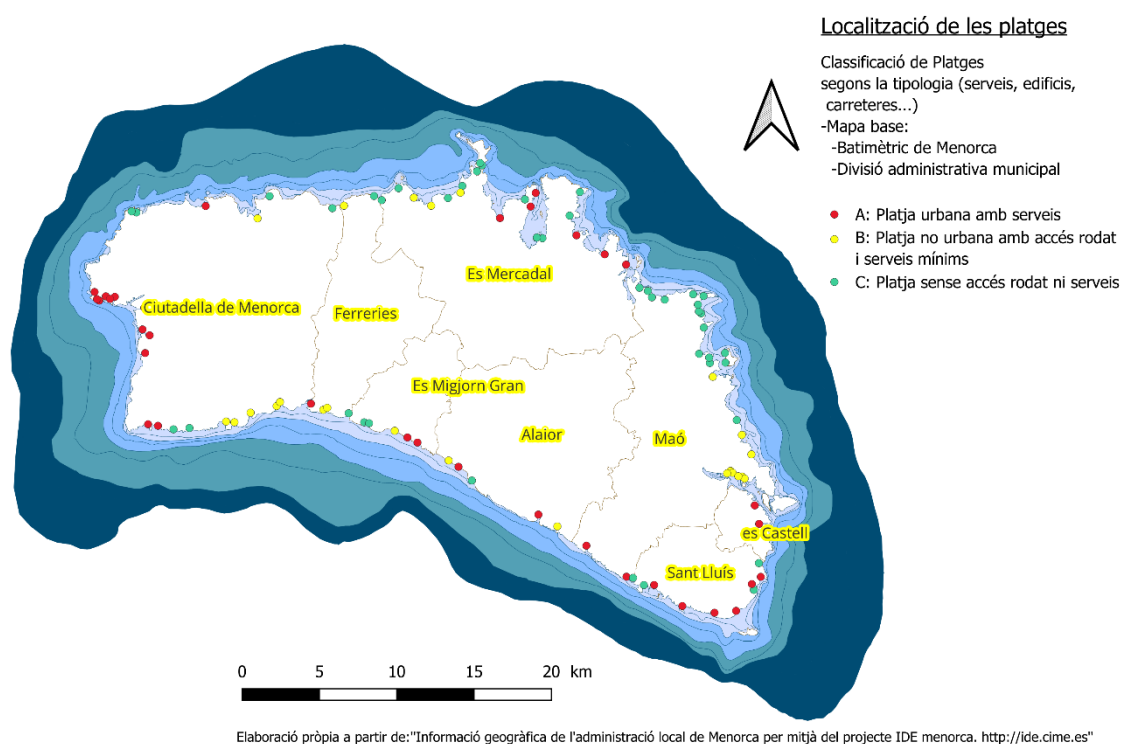 Localització de les platges
Classificació de Platges
segons la tipologia (serveis, edificis,
carreteres...)
-Mapa base:
-Batimètric de Menorca
-Divisió administrativa municipal
A: Platja urbana amb serveis
B: Platja no urbana amb accés rodat
i serveis mínims
C: Platja sense accés rodat ni serveis
Es Mercadal
Ciutadella de Menorca
Ferreries
Es Migjorn Gran
Alaior
Maó
es Castell
Sant Lluís
0 5 10 15 20 km
Elaboració pròpia a partir de:"Informació geogràfica de l'administració local de Menorca per mitjà del projecte IDE menorca. http://ide.cime.es"